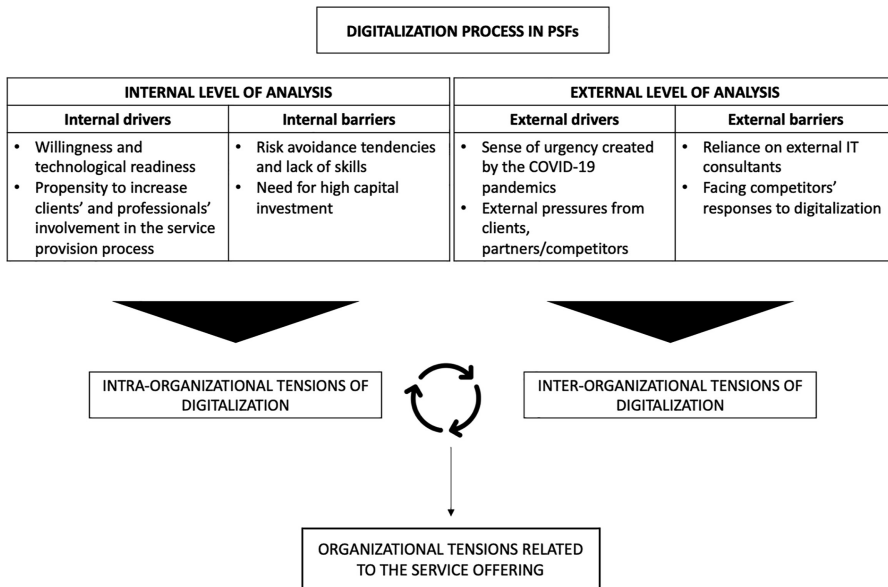 DIGITALIZATION PROCESS IN PSFs
INTERNAL LEVEL OF ANALYSIS
Internal drivers
• Willingness and
technological readiness
• Propensity to increase
clients' and professionals'
involvement in the service
provision process
Internal barriers
• Risk avoidance tendencies
and lack of skills
• Need for high capital
investment
EXTERNAL LEVEL OF ANALYSIS
External drivers
• Sense of urgency created
by the COVID-19
pandemics
• External pressures from
clients,
partners/competitors
External barriers
• Reliance on external IT
consultants
• Facing competitors'
responses to digitalization
INTRA-ORGANIZATIONAL TENSIONS OF
DIGITALIZATION
INTER-ORGANIZATIONAL TENSIONS OF
DIGITALIZATION
ORGANIZATIONAL TENSIONS RELATED
TO THE SERVICE OFFERING